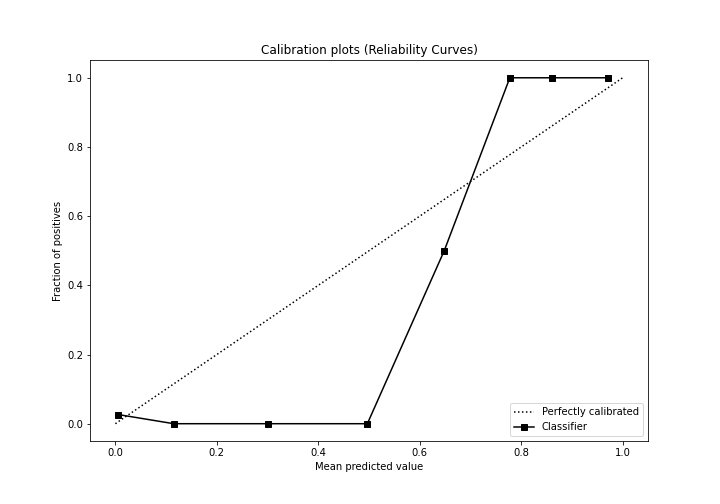 Calibration plots (Reliability Curves)
1.0
0.8
0.6
0.4
0.2
0.0
Fraction of positives
0.0 0.2 0.4 0.6 0.8 1.0
Mean predicted value
Perfectly calibrated
Classifier